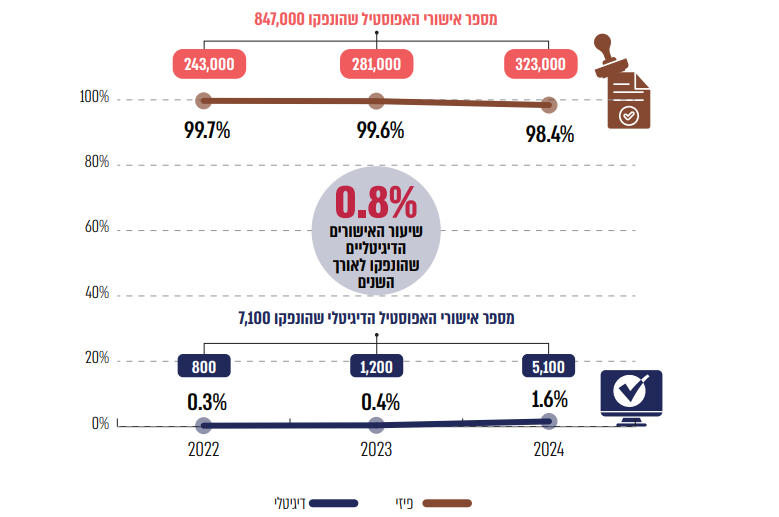 מספר אישורי האפוסטיל שהונפקו 847,000
243,000 281,000 323,000
100%
99.7% 99.6% 98.4%
80%
0.8%
שיעור האישורים
60%
הדיגיטליים
שהונפקו לאורך
השנים
40%
מספר אישורי האפוסטיל הדיגיטלי שהונפקו 7,100
20%
800 1,200 5,100
0.3% 0.4% 1.6%
0%
2022 2023 2024
פיזי דיגיטלי